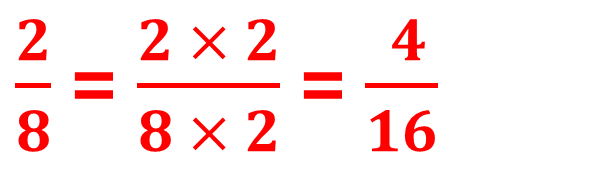 2/8 = (2 × 2)/(8 × 2) = 4/16